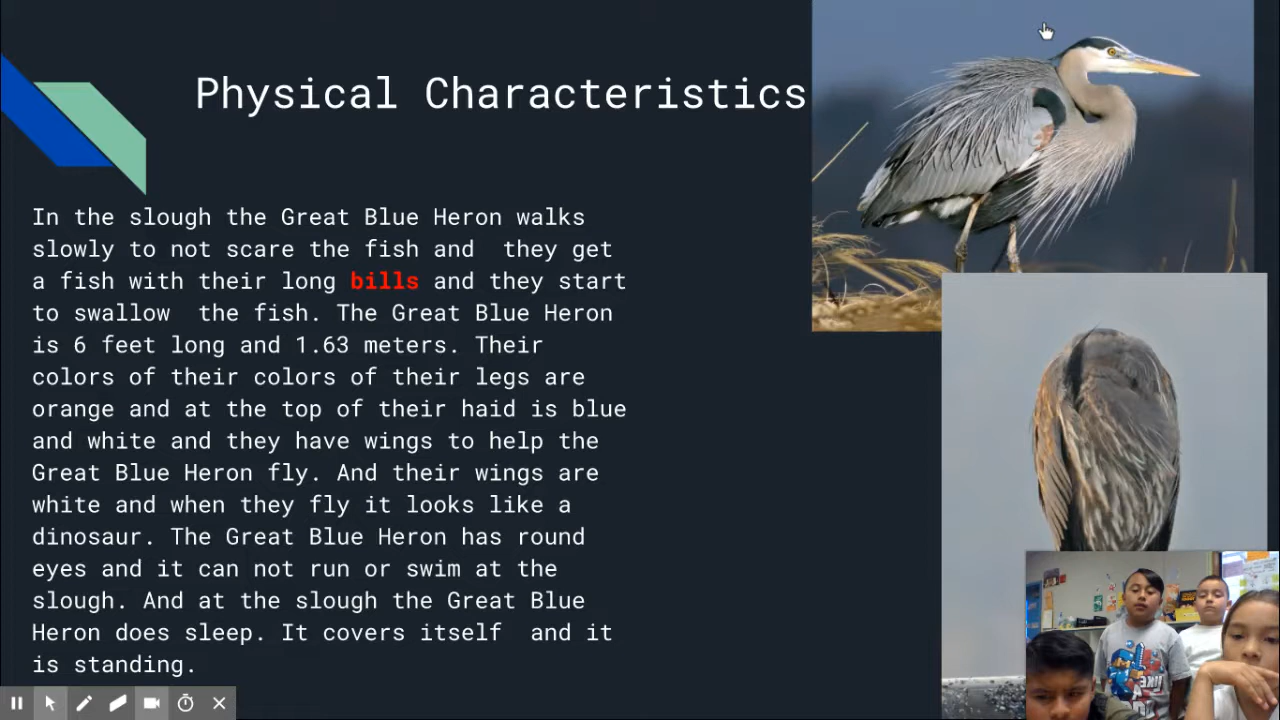 Physical Characteristics
In the slough the Great Blue Heron walks
slowly to not scare the fish and  they get
a fish with their long bills and they start
to swallow  the fish. The Great Blue Heron
is 6 feet long and 1.63 meters. Their
colors of their colors of their legs are
orange and at the top of their haid is blue
and white and they have wings to help the
Great Blue Heron fly. And their wings are
white and when they fly it looks like a
dinosaur. The Great Blue Heron has round
eyes and it can not run or swim at the
slough. And at the slough the Great Blue
Heron does sleep. It covers itself  and it
is standing.